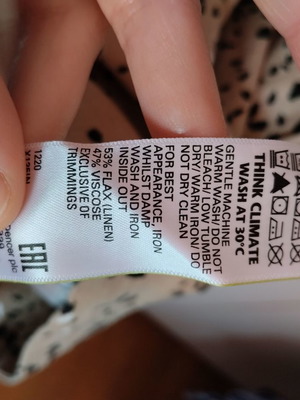 THINK CLIMATE
WASH AT 30°C
GENTLE MACHINE
WARM WASH/ DO NOT
BLEACH/ LOW TUMBLE
DRY/ WARM IRON/ DO
NOT DRY CLEAN
FOR BEST
APPEARANCE, IRON
WHILST DAMP
WASH AND IRON
INSIDE OUT
53% FLAX (LINEN)
47% VISCOSE
EXCLUSIVE OF
TRIMMINGS
EAC
1220
plc